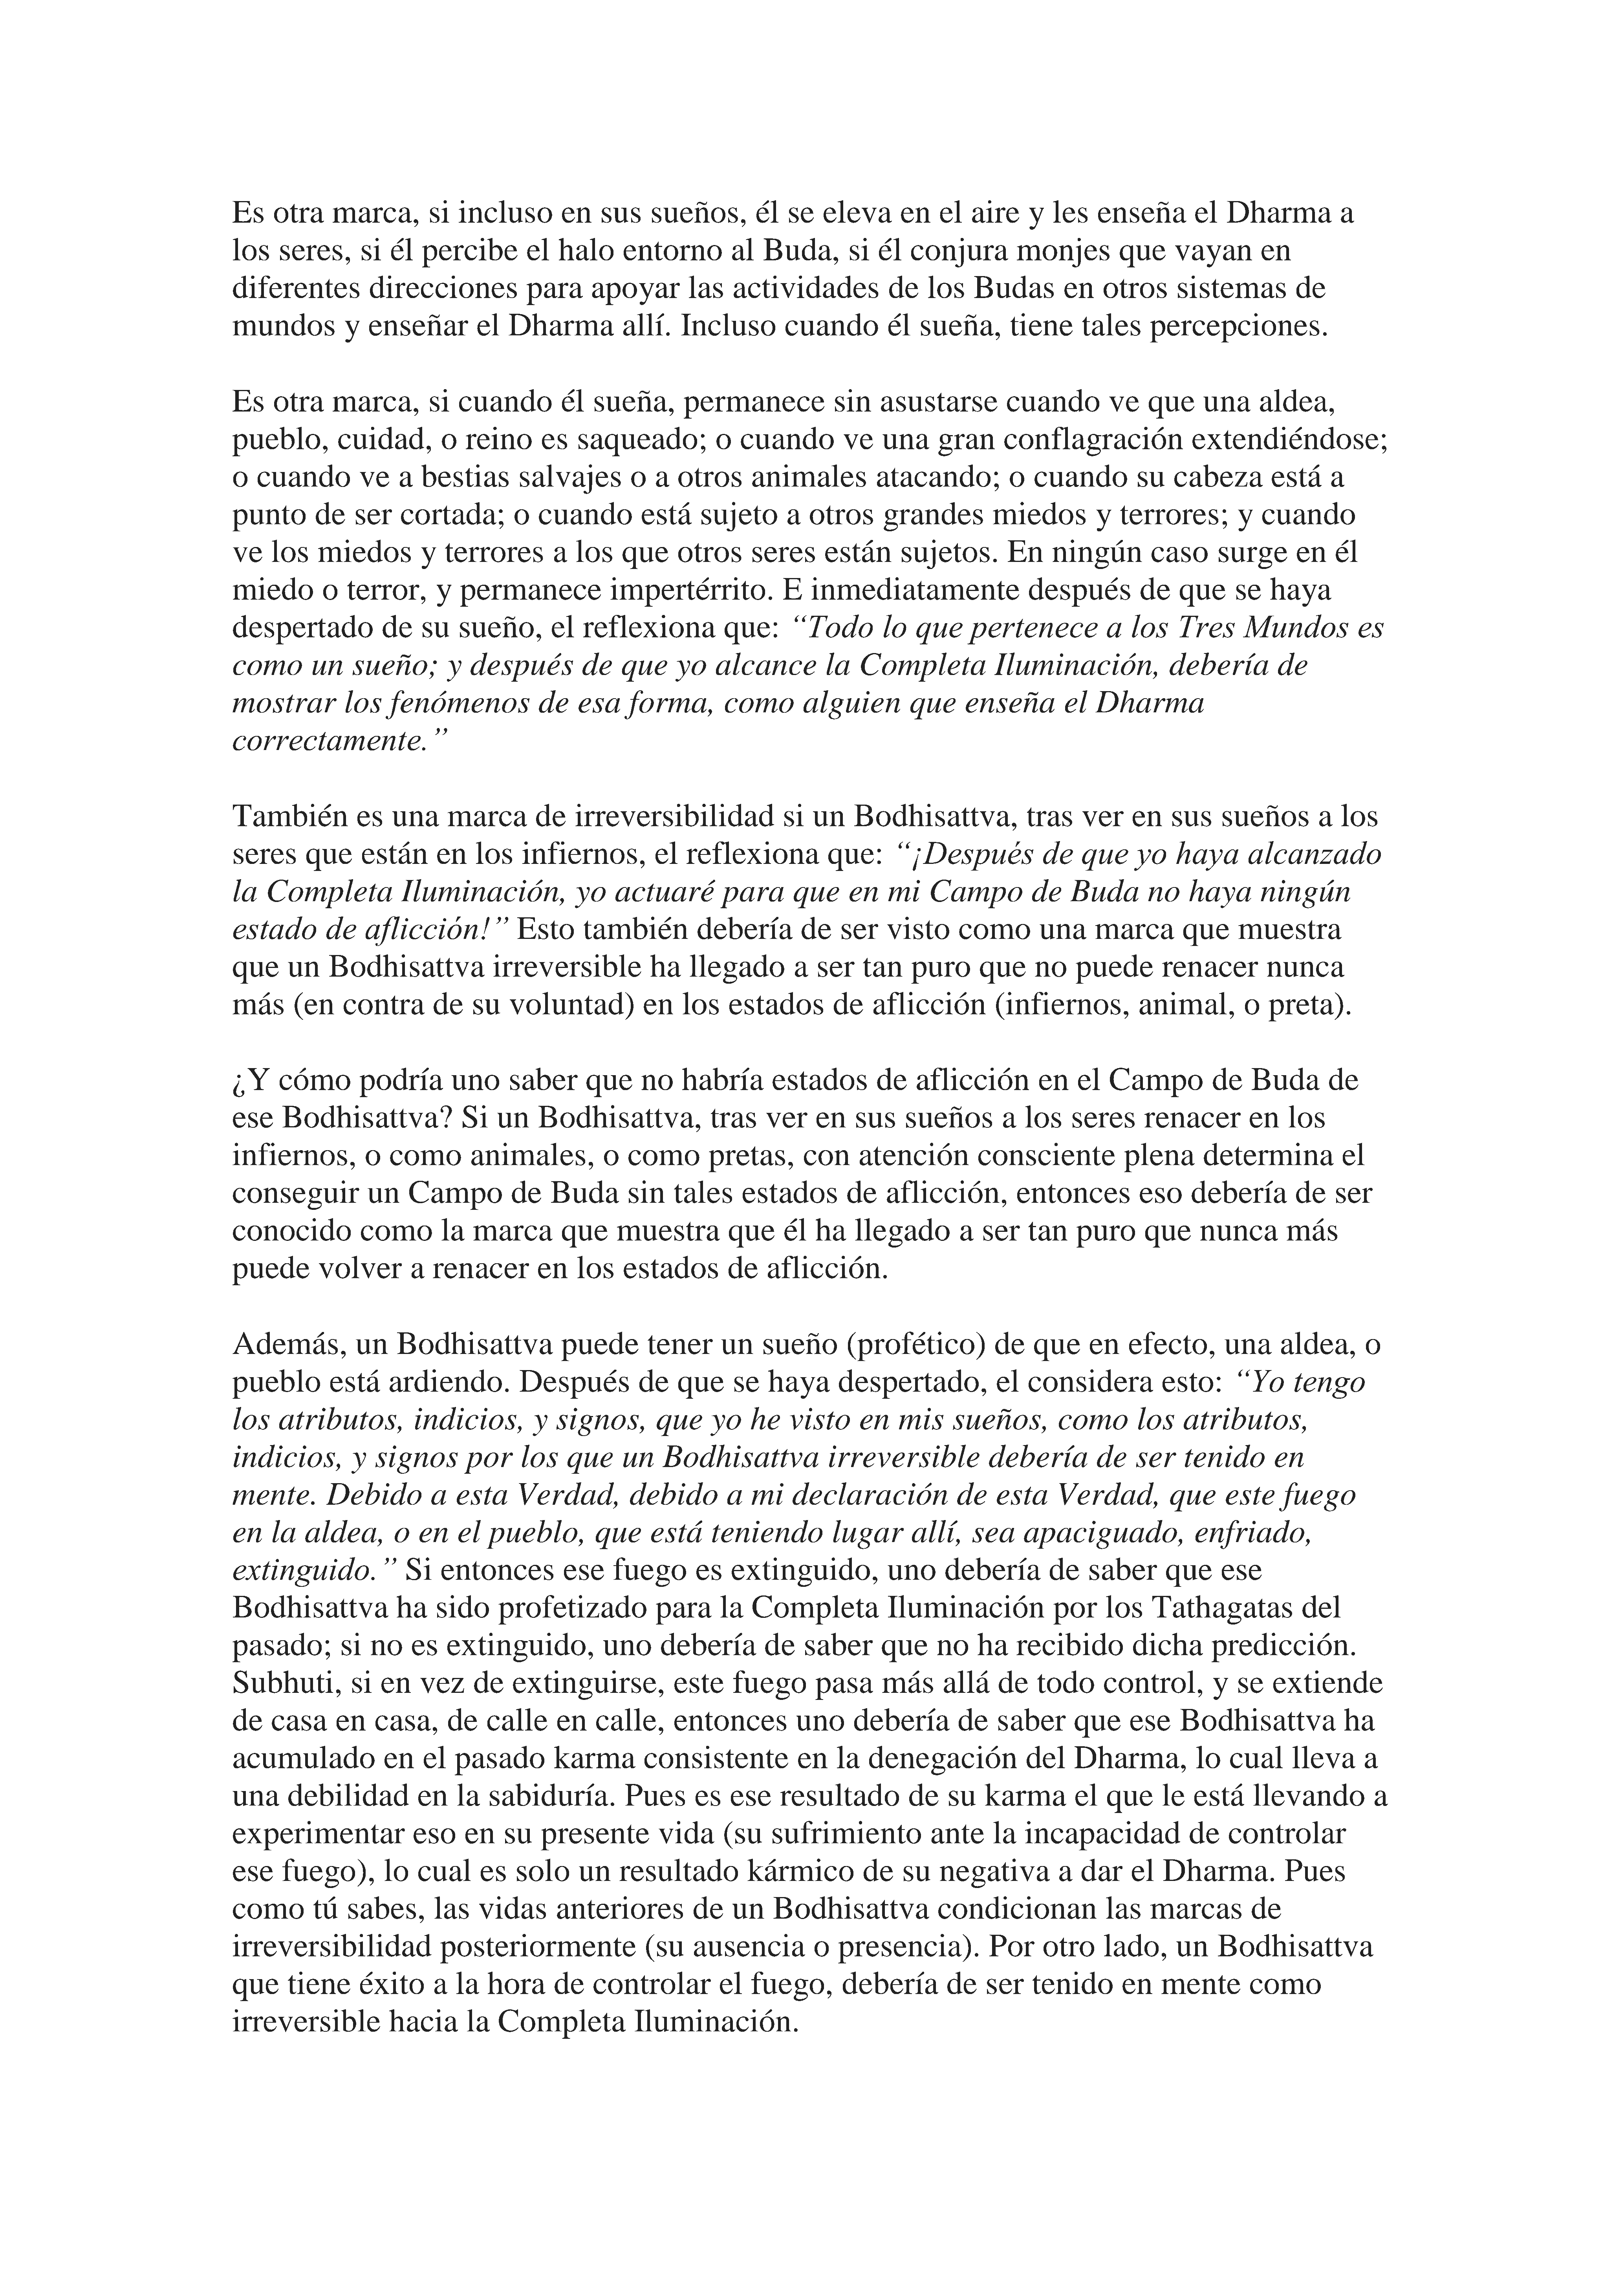 Es otra marca, si incluso en sus sueños, él se eleva en el aire y les enseña el Dharma a
los seres, si él percibe el halo entorno al Buda, si él conjura monjes que vayan en
diferentes direcciones para apoyar las actividades de los Budas en otros sistemas de
mundos y enseñar el Dharma allí. Incluso cuando él sueña, tiene tales percepciones.
Es otra marca, si cuando él sueña, permanece sin asustarse cuando ve que una aldea,
pueblo, cuidad, o reino es saqueado; o cuando ve una gran conflagración extendiéndose;
o cuando ve a bestias salvajes o a otros animales atacando; o cuando su cabeza está a
punto de ser cortada; o cuando está sujeto a otros grandes miedos y terrores; y cuando
ve los miedos y terrores a los que otros seres están sujetos. En ningún caso surge en él
miedo o terror, y permanece impertérrito. E inmediatamente después de que se haya
despertado de su sueño, el reflexiona que: “Todo lo que pertenece a los Tres Mundos es
como un sueño; y después de que yo alcance la Completa Iluminación, debería de
mostrar los fenómenos de esa forma, como alguien que enseña el Dharma
correctamente.”
También es una marca de irreversibilidad si un Bodhisattva, tras ver en sus sueños a los
seres que están en los infiernos, el reflexiona que: “¡Después de que yo haya alcanzado
la Completa Iluminación, yo actuaré para que en mi Campo de Buda no haya ningún
estado de aflicción!” Esto también debería de ser visto como una marca que muestra
que un Bodhisattva irreversible ha llegado a ser tan puro que no puede renacer nunca
más (en contra de su voluntad) en los estados de aflicción (infiernos, animal, o preta).
¿Y cómo podría uno saber que no habría estados de aflicción en el Campo de Buda de
ese Bodhisattva? Si un Bodhisattva, tras ver en sus sueños a los seres renacer en los
infiernos, o como animales, o como pretas, con atención consciente plena determina el
conseguir un Campo de Buda sin tales estados de aflicción, entonces eso debería de ser
conocido como la marca que muestra que él ha llegado a ser tan puro que nunca más
puede volver a renacer en los estados de aflicción.
Además, un Bodhisattva puede tener un sueño (profético) de que en efecto, una aldea, o
pueblo está ardiendo. Después de que se haya despertado, el considera esto: “Yo tengo
los atributos, indicios, y signos, que yo he visto en mis sueños, como los atributos,
indicios, y signos por los que un Bodhisattva irreversible debería de ser tenido en
mente. Debido a esta Verdad, debido a mi declaración de esta Verdad, que este fuego
en la aldea, o en el pueblo, que está teniendo lugar allí, sea apaciguado, enfriado,
extinguido.” Si entonces ese fuego es extinguido, uno debería de saber que ese
Bodhisattva ha sido profetizado para la Completa Iluminación por los Tathagatas del
pasado; si no es extinguido, uno debería de saber que no ha recibido dicha predicción.
Subhuti, si en vez de extinguirse, este fuego pasa más allá de todo control, y se extiende
de casa en casa, de calle en calle, entonces uno debería de saber que ese Bodhisattva ha
acumulado en el pasado karma consistente en la denegación del Dharma, lo cual lleva a
una debilidad en la sabiduría. Pues es ese resultado de su karma el que le está llevando a
experimentar eso en su presente vida (su sufrimiento ante la incapacidad de controlar
ese fuego), lo cual es solo un resultado kármico de su negativa a dar el Dharma. Pues
como tú sabes, las vidas anteriores de un Bodhisattva condicionan las marcas de
irreversibilidad posteriormente (su ausencia o presencia). Por otro lado, un Bodhisattva
que tiene éxito a la hora de controlar el fuego, debería de ser tenido en mente como
irreversible hacia la Completa Iluminación.